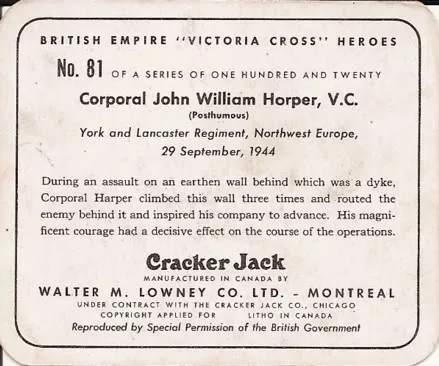 BRITISH EMPIRE "VICTORIA CROSS" HEROES
No. 81 OF A SERIES OF ONE HUNDRED AND TWENTY
Corporal John William Horper, V.C.
(Posthumous)
York and Lancaster Regiment, Northwest Europe,
29 September, 1944
During an assault on an earthen wall behind which was a dyke,
Corporal Harper climbed this wall three times and routed the
enemy behind it and inspired his company to advance. His magni-
ficent courage had a decisive effect on the course of the operations.
Cracker Jack
MANUFACTURED IN CANADA BY
WALTER M. LOWNEY CO. LTD. - MONTREAL
UNDER CONTRACT WITH THE CRACKER JACK CO., CHICAGO
COPYRIGHT APPLIED FOR LITHO IN CANADA
Reproduced by Special Permission of the British Government